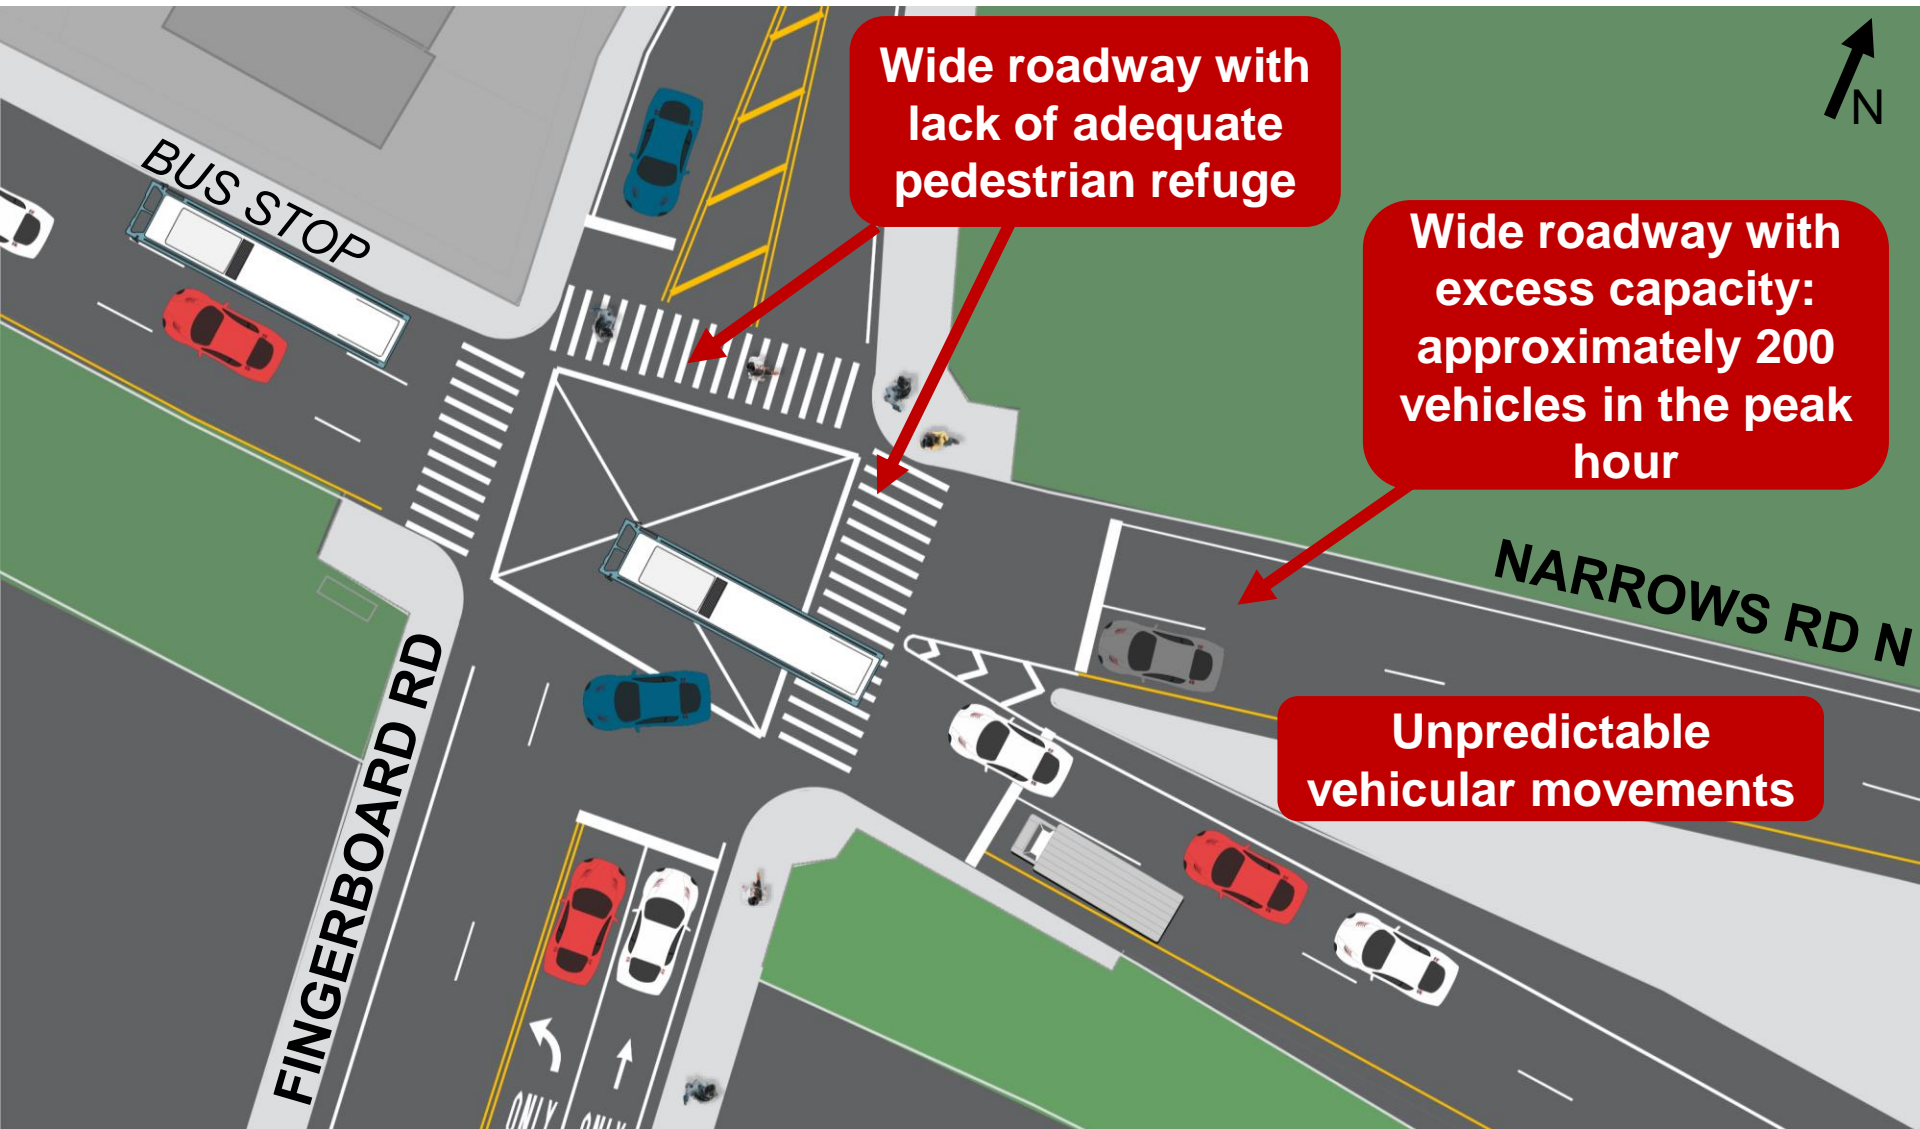 Wide roadway with
lack of adequate
pedestrian refuge
N
BUS STOP
Wide roadway with
excess capacity:
approximately 200
vehicles in the peak
hour
NARROWS RD N
Unpredictable
vehicular movements
FINGERBOARD RD
ONLY
ONLY